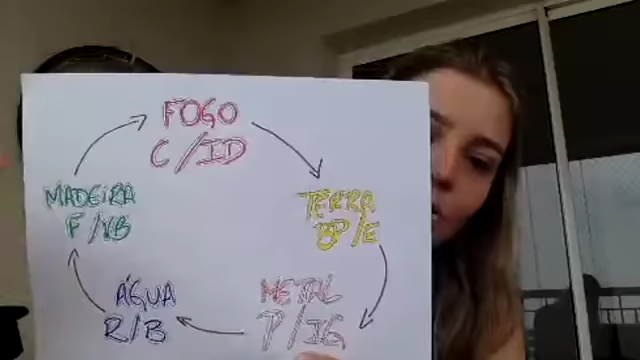 FOGO
C/ID
MADEIRA
F/VB
TERRA
BP/E
ÁGUA
R/B
METAL
P/IG